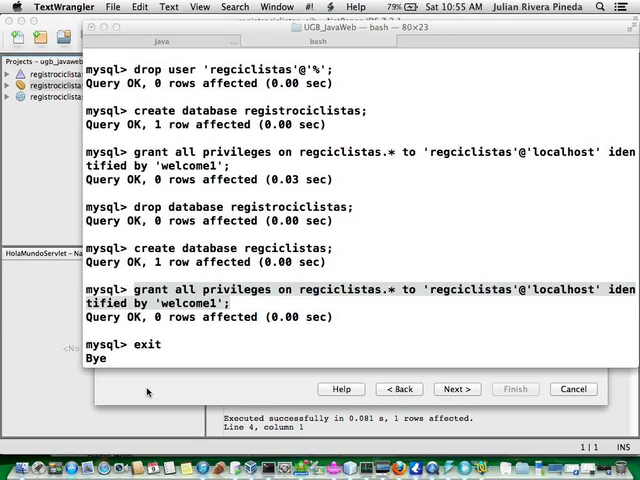 TextWrangler File Edit Text View Search Window #! Sat 10:55 AM Julian Rivera Pineda
UGB_JavaWeb — bash — 80×23
java ... bash
Projects - ugb_javaweb
registrociclistas
registrociclistas
registrociclistas
mysql> drop user 'regciclistas'@'%';
Query OK, 0 rows affected (0.00 sec)
mysql> create database registrociclistas;
Query OK, 1 row affected (0.00 sec)
mysql> grant all privileges on regciclistas.* to 'regciclistas'@'localhost' iden
tified by 'welcome1';
Query OK, 0 rows affected (0.03 sec)
mysql> drop database registrociclistas;
Query OK, 0 rows affected (0.00 sec)
mysql> create database regciclistas;
Query OK, 1 row affected (0.00 sec)
HolaMundoServlet - Na
mysql> grant all privileges on regciclistas.* to 'regciclistas'@'localhost' iden
tified by 'welcome1';
Query OK, 0 rows affected (0.00 sec)
<No
mysql> exit
Bye
Help < Back Next > Finish Cancel
Executed successfully in 0.081 s, 1 rows affected.
Line 4, column 1
1 | 1 INS